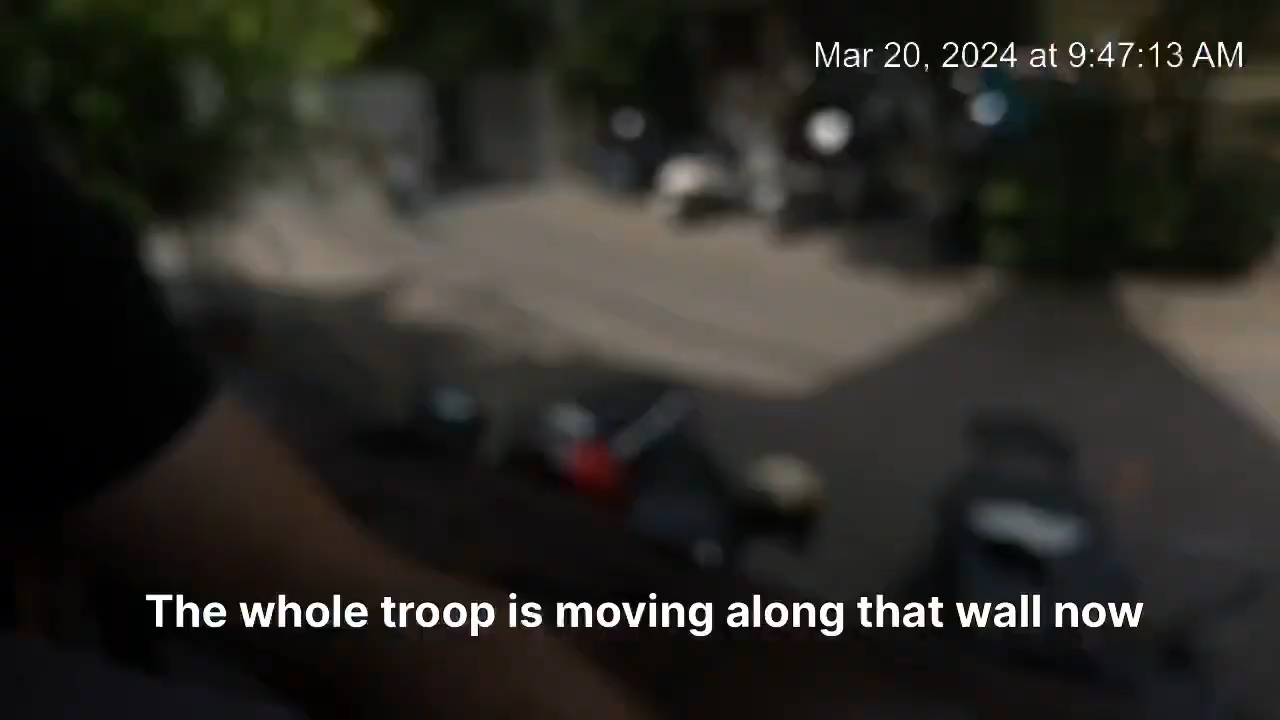 Mar 20, 2024 at 9:47:13 AM
The whole troop is moving along that wall now